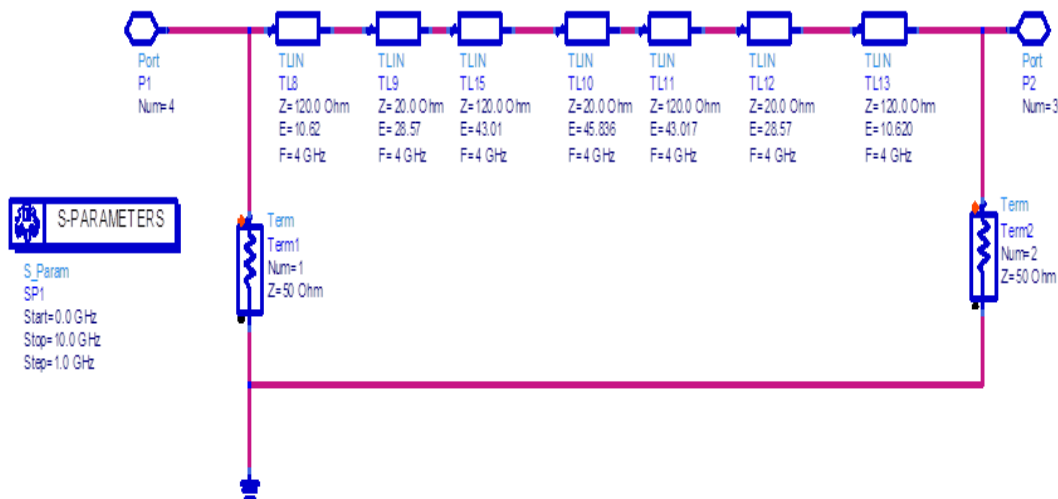 Port
P1
Num=4
TLIN
TL8
Z=120.0 Ohm
E=10.62
F=4 GHz
TLIN
TL9
Z=20.0 Ohm
E=28.57
F=4 GHz
TLIN
TL15
Z=120.0 Ohm
E=43.01
F=4 GHz
TLIN
TL10
Z=20.0 Ohm
E=45.836
F=4 GHz
TLIN
TL11
Z=120.0 Ohm
E=43.017
F=4 GHz
TLIN
TL12
Z=20.0 Ohm
E=28.57
F=4 GHz
TLIN
TL13
Z=120.0 Ohm
E=10.620
F=4 GHz
Port
P2
Num=3
S-PARAMETERS
S_Param
SP1
Start=0.0 GHz
Stop=10.0 GHz
Step=1.0 GHz
Term
Term1
Num=1
Z=50 Ohm
Term
Term2
Num=2
Z=50 Ohm